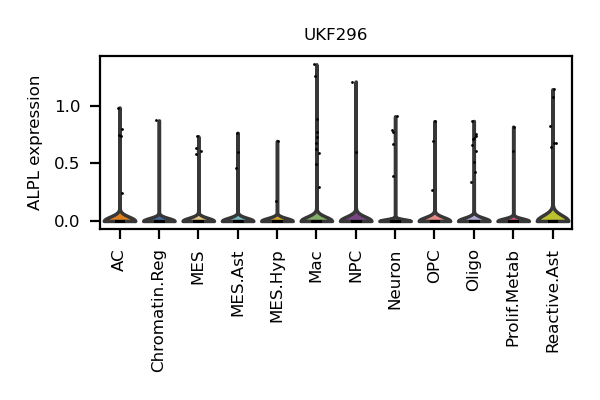 UKF296
ALPL expression
1.0
0.5
0.0
AC
Chromatin.Reg
MES
MES.Ast
MES.Hyp
Mac
NPC
Neuron
OPC
Oligo
Prolif.Metab
Reactive.Ast